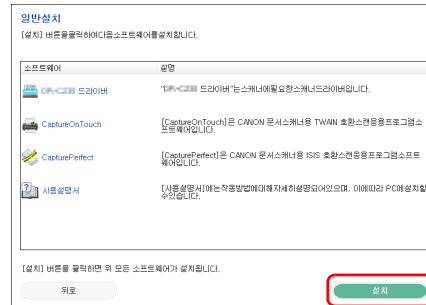 일반설치
[설치] 버튼을클릭하여다음소프트웨어를설치합니다.
소프트웨어 설명
드라이버 드라이버"는스캐너에필요한스캐너드라이버입니다.
CaptureOnTouch [CaptureOnTouch]은 CANON 문서스캐너용 TWAIN 호환스캔응용프로그램소
프트웨어입니다.
CapturePerfect [CapturePerfect]은 CANON 문서스캐너용 ISIS 호환스캔응용프로그램소프트
웨어입니다.
사용설명서 [사용설명서]에는작동방법에대해자세히설명되어있으며, 이에따라 PC에설치할
수있습니다.
[설치] 버튼을 클릭하면 위 모든 소프트웨어가 설치됩니다.
뒤로 설치